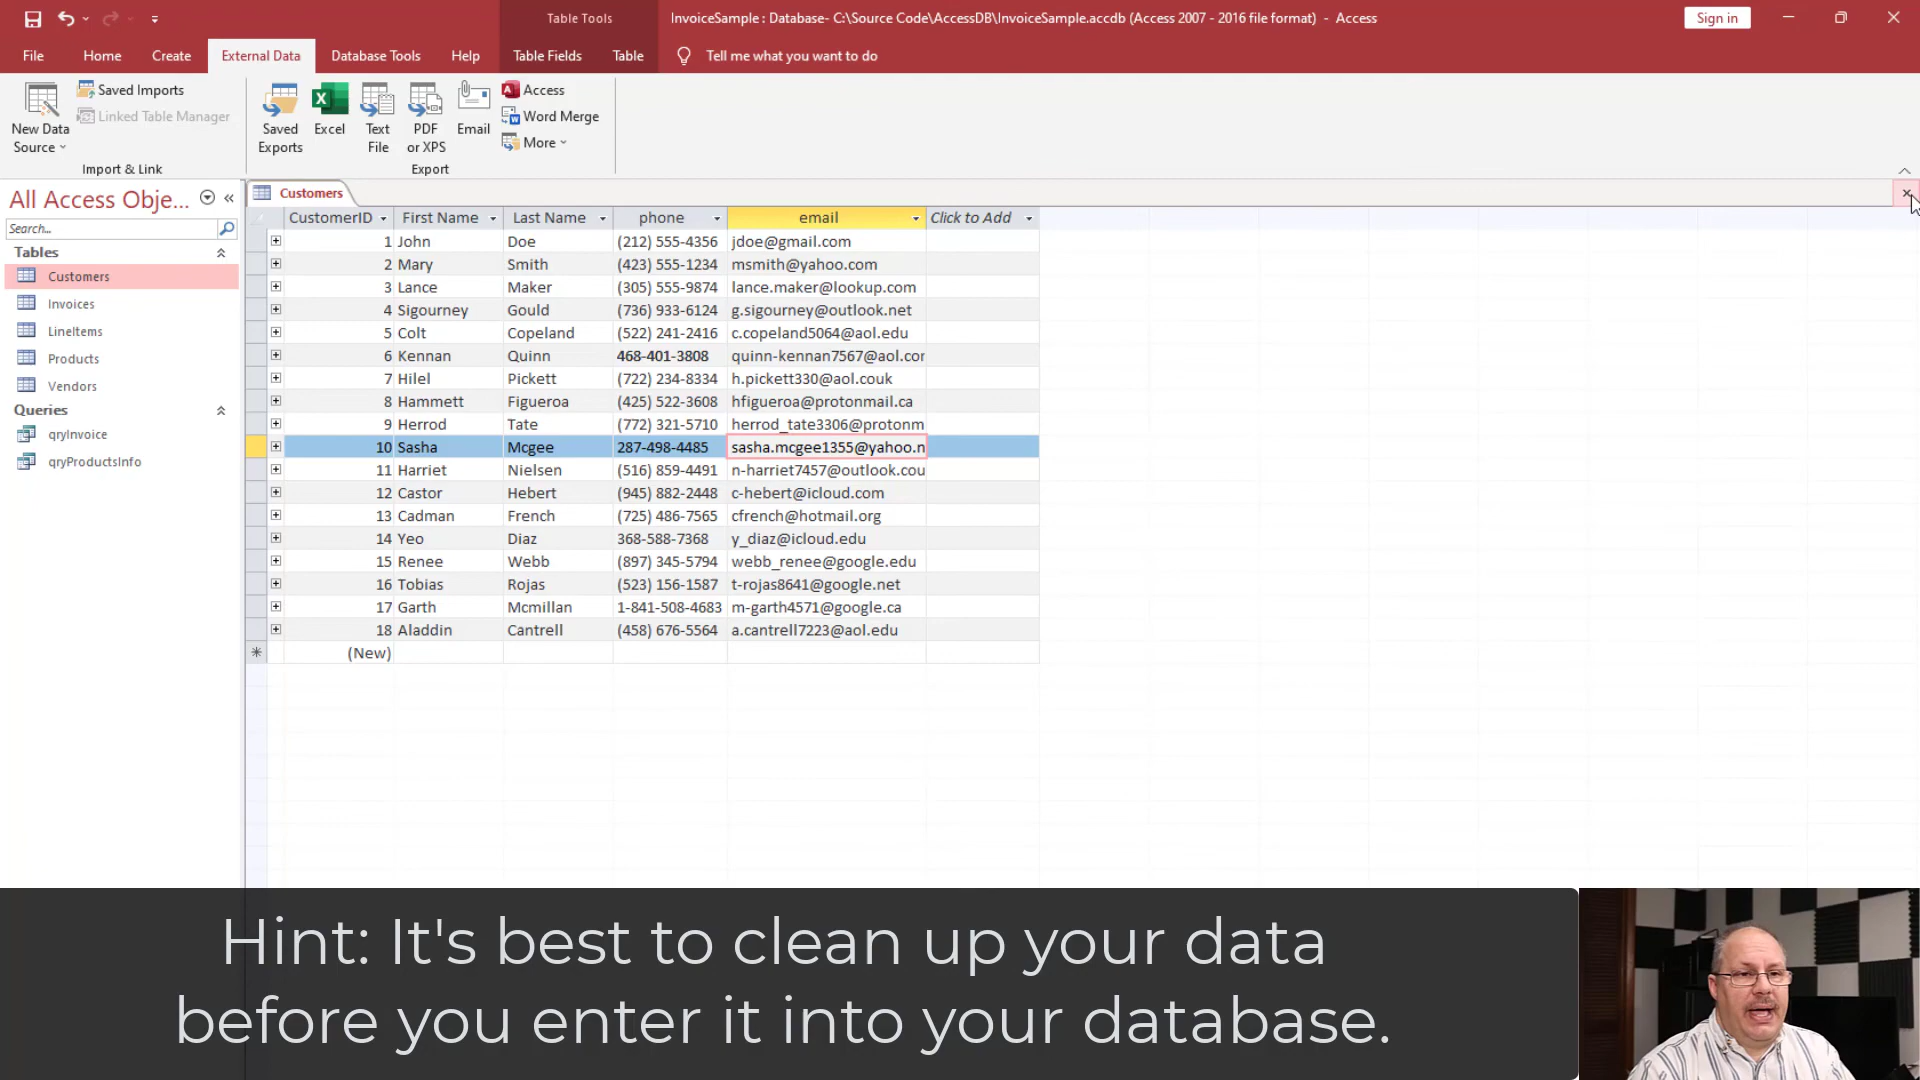 Table Tools
InvoiceSample : Database- C:\Source Code\AccessDB\InvoiceSample.accdb (Access 2007 - 2016 file format) - Access
Sign in
File Home Create External Data Database Tools Help Table Fields Table Tell me what you want to do
New Data Source
Saved Imports
Linked Table Manager
Import & Link
Saved Exports
Excel
Text File
PDF or XPS
Email
Access
Word Merge
More
Export
All Access Obje...
Search...
Tables
Customers
Invoices
LineItems
Products
Vendors
Queries
qryInvoice
qryProductsInfo
Customers
CustomerID First Name Last Name phone email Click to Add
1 John Doe (212) 555-4356 jdoe@gmail.com
2 Mary Smith (423) 555-1234 msmith@yahoo.com
3 Lance Maker (305) 555-9874 lance.maker@lookup.com
4 Sigourney Gould (736) 933-6124 g.sigourney@outlook.net
5 Colt Copeland (522) 241-2416 c.copeland5064@aol.edu
6 Kennan Quinn 468-401-3808 quinn-kennan7567@aol.cor
7 Hilel Pickett (722) 234-8334 h.pickett330@aol.couk
8 Hammett Figueroa (425) 522-3608 hfigueroa@protonmail.ca
9 Herrod Tate (772) 321-5710 herrod_tate3306@protonm
10 Sasha Mcgee 287-498-4485 sasha.mcgee1355@yahoo.n
11 Harriet Nielsen (516) 859-4491 n-harriet7457@outlook.cou
12 Castor Hebert (945) 882-2448 c-hebert@icloud.com
13 Cadman French (725) 486-7565 cfrench@hotmail.org
14 Yeo Diaz 368-588-7368 y_diaz@icloud.edu
15 Renee Webb (897) 345-5794 webb_renee@google.edu
16 Tobias Rojas (523) 156-1587 t-rojas8641@google.net
17 Garth Mcmillan 1-841-508-4683 m-garth4571@google.ca
18 Aladdin Cantrell (458) 676-5564 a.cantrell7223@aol.edu
(New)
Hint: It's best to clean up your data
before you enter it into your database.